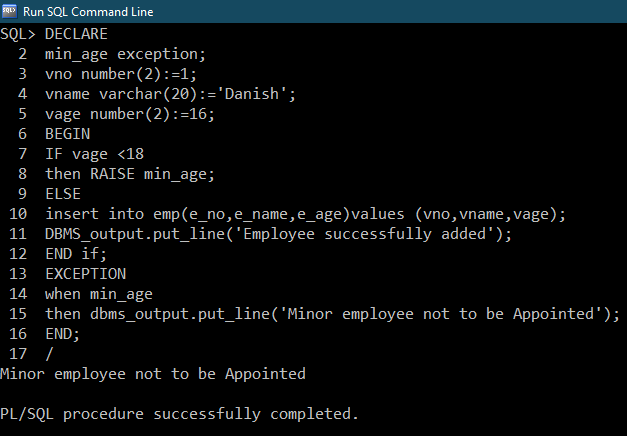 SQL> Run SQL Command Line
SQL> DECLARE
2 min_age exception;
3 vno number(2):=1;
4 vname varchar(20):='Danish';
5 vage number(2):=16;
6 BEGIN
7 IF vage <18
8 then RAISE min_age;
9 ELSE
10 insert into emp(e_no,e_name,e_age)values (vno,vname,vage);
11 DBMS_output.put_line('Employee successfully added');
12 END if;
13 EXCEPTION
14 when min_age
15 then dbms_output.put_line('Minor employee not to be Appointed');
16 END;
17 /
Minor employee not to be Appointed
PL/SQL procedure successfully completed.